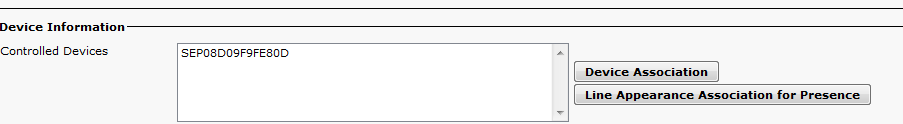 Device Information
Controlled Devices
SEP08D09F9FE80D
Device Association
Line Appearance Association for Presence